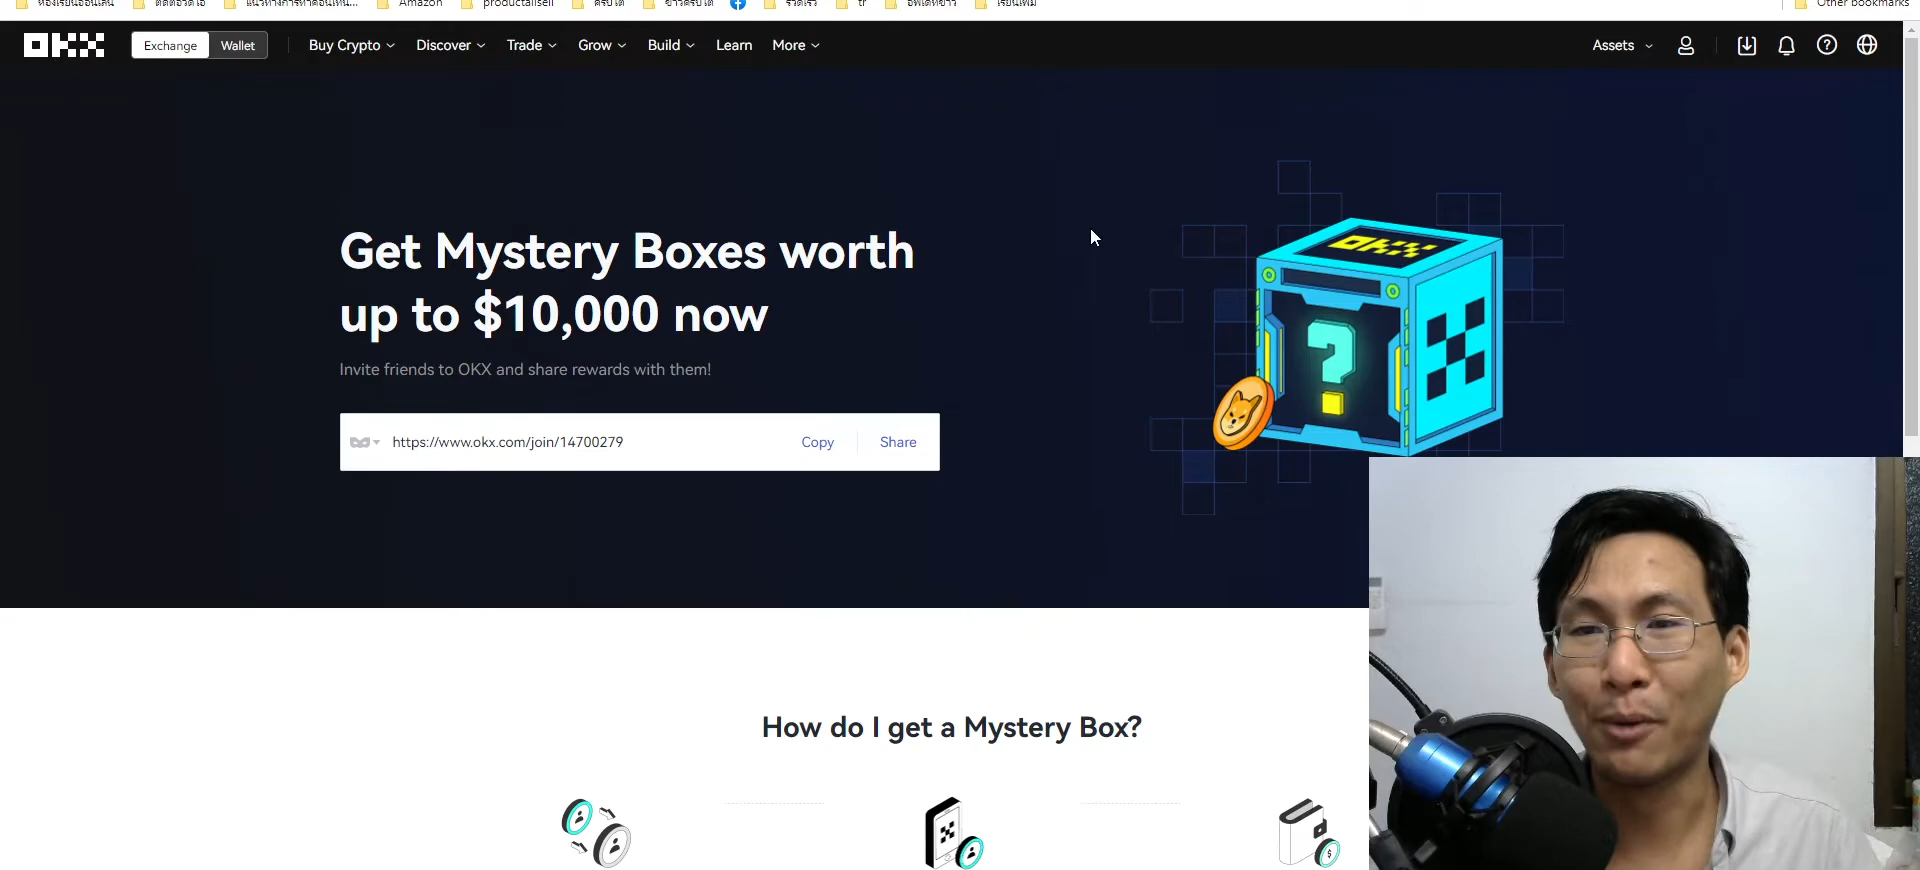 Amazon
productallsell
Other bookmarks
OKX Exchange Wallet Buy Crypto Discover Trade Grow Build Learn More Assets
OKX
Get Mystery Boxes worth
up to $10,000 now
Invite friends to OKX and share rewards with them!
https://www.okx.com/join/14700279 Copy Share
How do I get a Mystery Box?